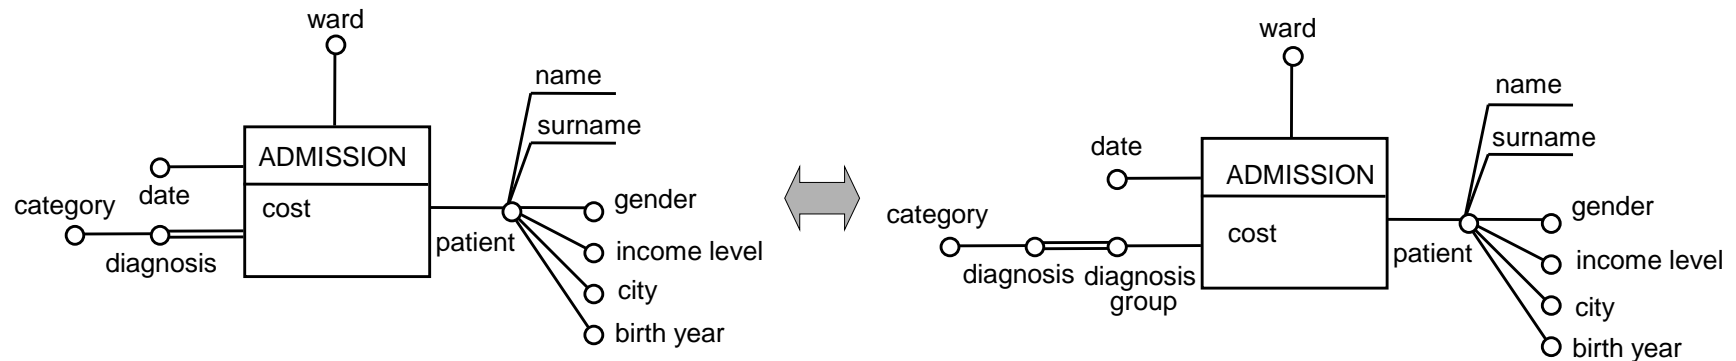 ward
name
surname
ADMISSION
date
cost
category
diagnosis
patient
gender
income level
city
birth year
ward
name
surname
date
ADMISSION
category
cost
diagnosis
diagnosis
group
patient
gender
income level
city
birth year